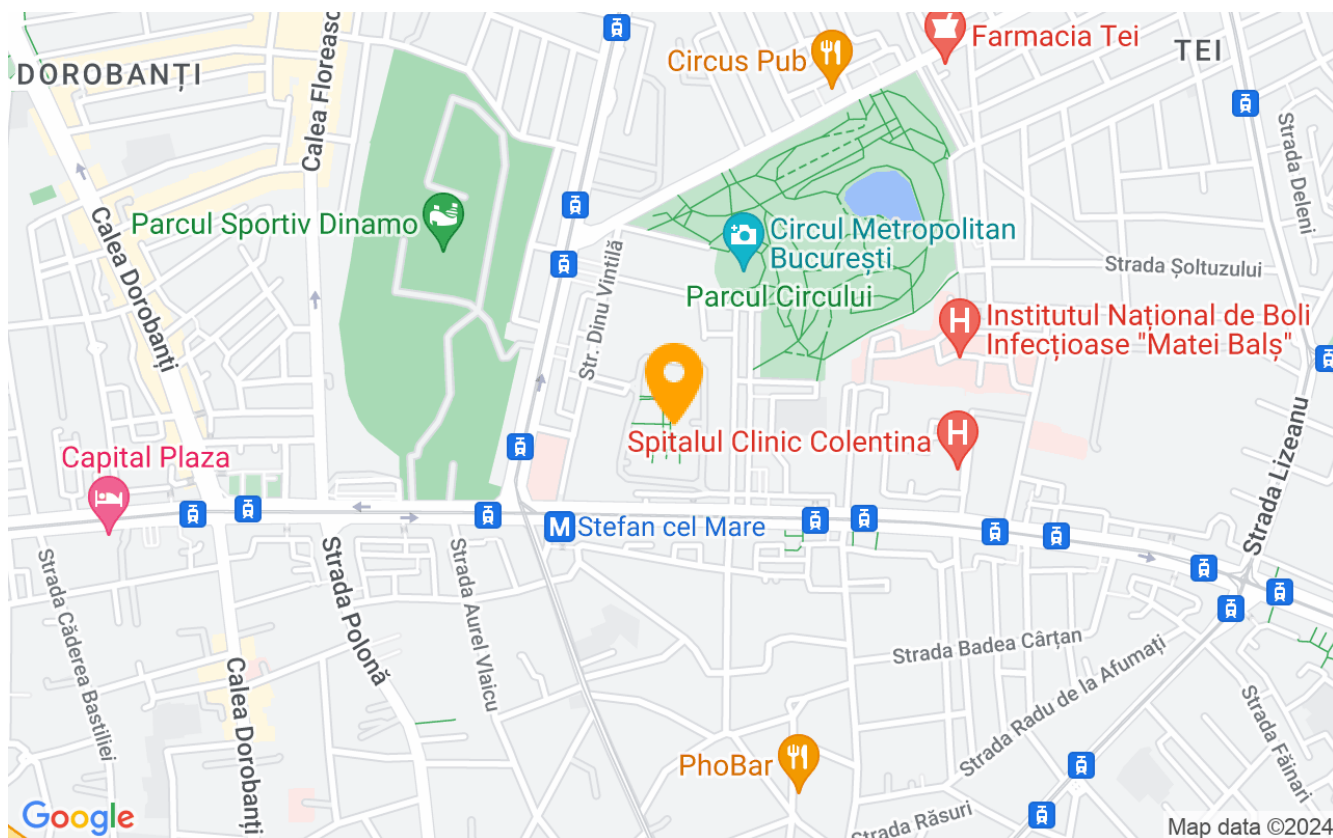 Circus Pub
Farmacia Tei
TEI
DOROBANȚI
Calea Floreasc
Strada Deleni
Parcul Sportiv Dinamo
Calea Dorobanți
Str. Dinu Vintilă
Circul Metropolitan
București
Parcul Circului
Strada Șoltuzului
Institutul Național de Boli
Infecțioase "Matei Balș"
Spitalul Clinic Colentina
Capital Plaza
Strada Lizeanu
M Stefan cel Mare
Strada Căderea Bastiliei
Strada Polonă
Strada Aurel Vlaicu
Calea Dorobanți
Strada Badea Cârțan
Strada Radu de la Afumați
Strada Făinari
PhoBar
Strada Răsuri
Google
Map data ©2024
H
H